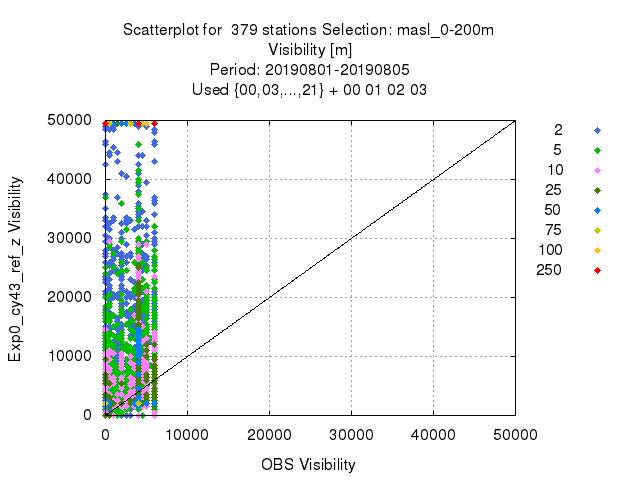 Scatterplot for 379 stations Selection: masl_0-200m
Visibility [m]
Period: 20190801-20190805
Used {00,03,...,21} + 00 01 02 03
50000
40000
30000
20000
10000
0
Exp0_cy43_ref_z Visibility
0 10000 20000 30000 40000 50000
OBS Visibility
2
5
10
25
50
75
100
250